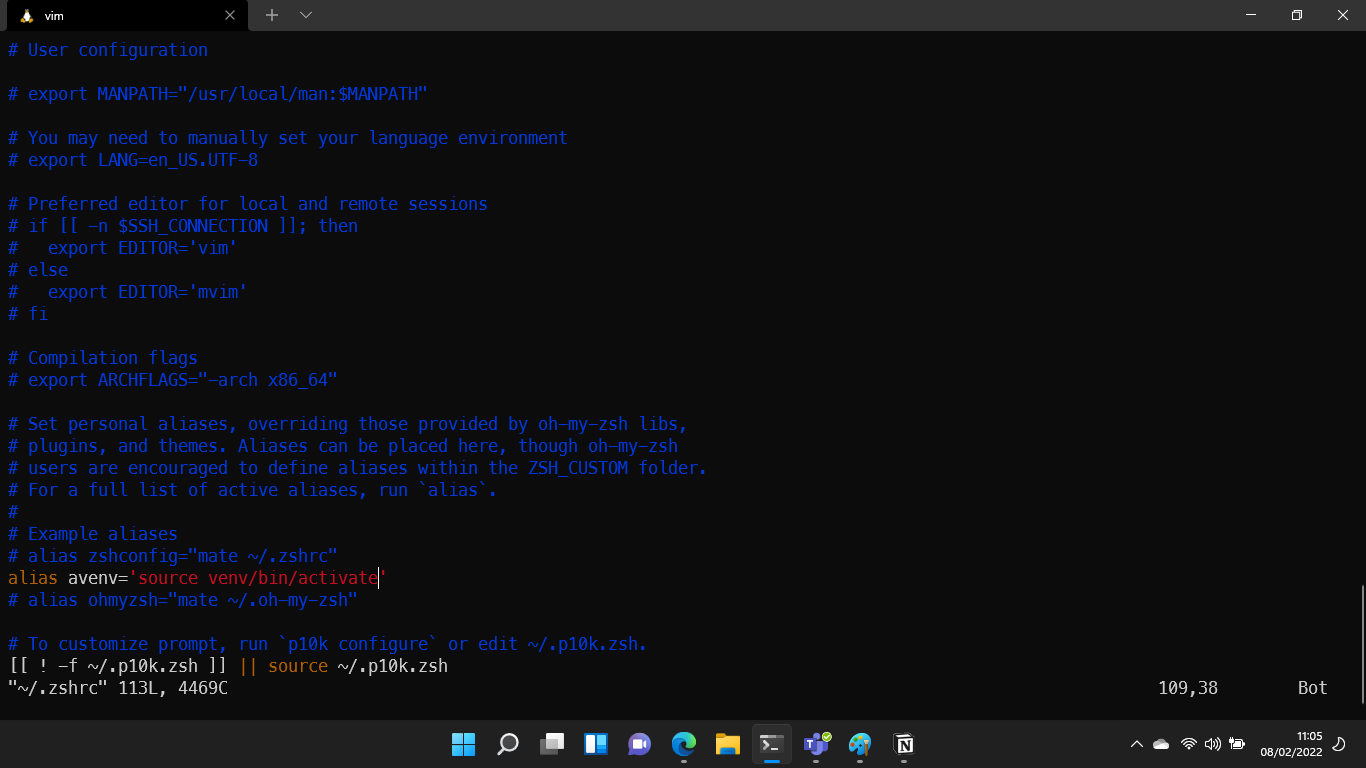 vim
# User configuration
# export MANPATH="/usr/local/man:$MANPATH"
# You may need to manually set your language environment
# export LANG=en_US.UTF-8
# Preferred editor for local and remote sessions
# if [[ -n $SSH_CONNECTION ]]; then
#   export EDITOR='vim'
# else
#   export EDITOR='mvim'
# fi
# Compilation flags
# export ARCHFLAGS="-arch x86_64"
# Set personal aliases, overriding those provided by oh-my-zsh libs,
# plugins, and themes. Aliases can be placed here, though oh-my-zsh
# users are encouraged to define aliases within the ZSH_CUSTOM folder.
# For a full list of active aliases, run `alias`.
#
# Example aliases
# alias zshconfig="mate ~/.zshrc"
alias avenv='source venv/bin/activate'
# alias ohmyzsh="mate ~/.oh-my-zsh"
# To customize prompt, run `p10k configure` or edit ~/.p10k.zsh.
[[ ! -f ~/.p10k.zsh ]] || source ~/.p10k.zsh
"~/.zshrc" 113L, 4469C 109,38 Bot
11:05
08/02/2022